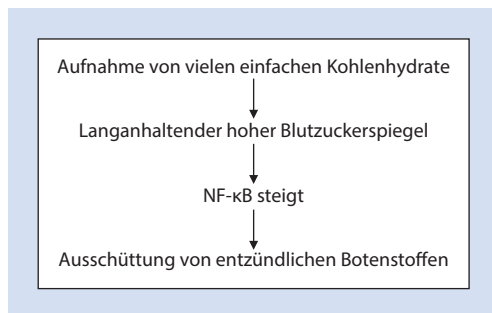 Aufnahme von vielen einfachen Kohlenhydrate
Langanhaltender hoher Blutzuckerspiegel
NF-κB steigt
Ausschüttung von entzündlichen Botenstoffen